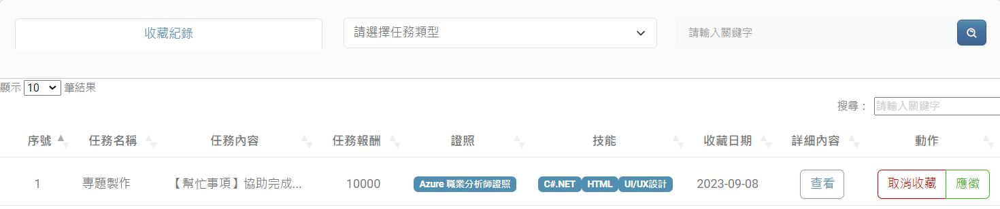 收藏紀錄 請選擇任務類型 請輸入關鍵字
顯示 10 筆結果
搜尋： 請輸入關鍵字
序號 任務名稱 任務內容 任務報酬 證照 技能 收藏日期 詳細內容 動作
1 專題製作 【幫忙事項】協助完成... 10000 Azure 職業分析師證照 C#.NET HTML UI/UX設計 2023-09-08 查看 取消收藏 應徵